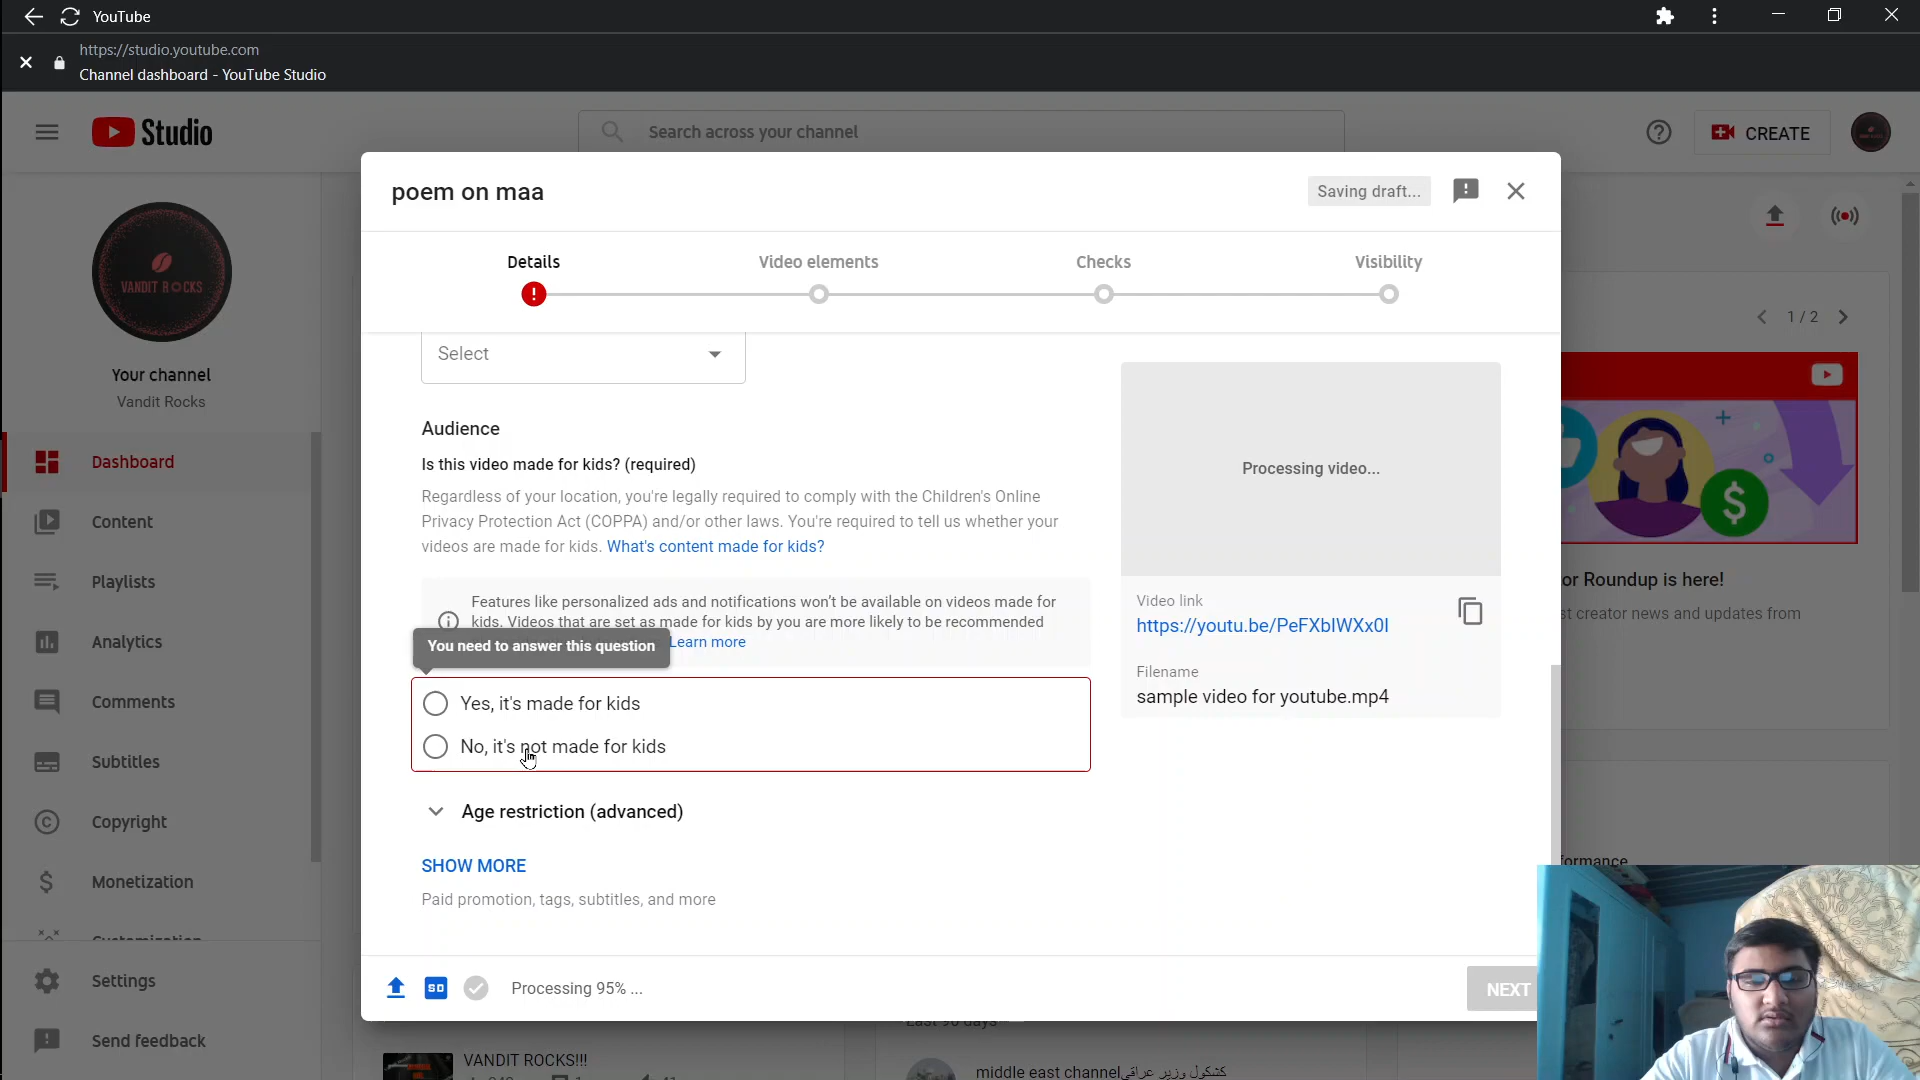 YouTube
https://studio.youtube.com
Channel dashboard - YouTube Studio
Studio
Search across your channel
CREATE
VANDIT ROCKS
Your channel
Vandit Rocks
Dashboard
Content
Playlists
Analytics
Comments
Subtitles
Copyright
Monetization
Customization
Settings
Send feedback
poem on maa
Saving draft...
Details
Video elements
Checks
Visibility
Select
Audience
Is this video made for kids? (required)
Regardless of your location, you're legally required to comply with the Children's Online
Privacy Protection Act (COPPA) and/or other laws. You're required to tell us whether your
videos are made for kids. What's content made for kids?
Features like personalized ads and notifications won't be available on videos made for
kids. Videos that are set as made for kids by you are more likely to be recommended
Learn more
You need to answer this question
Yes, it's made for kids
No, it's not made for kids
Age restriction (advanced)
SHOW MORE
Paid promotion, tags, subtitles, and more
Processing video...
Video link
https://youtu.be/PeFXblWXx0I
Filename
sample video for youtube.mp4
SD
Processing 95% ...
NEXT
1 / 2
or Roundup is here!
st creator news and updates from
formance
Last 90 days
VANDIT ROCKS!!!
middle east channel كشكول وزير عراقي